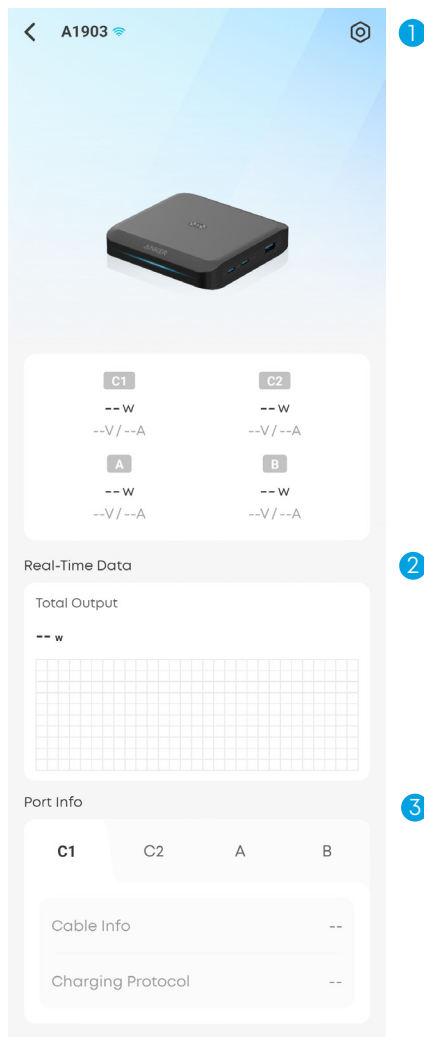 A1903
1
ANKER
C1 C2
--W --W
--V/--A --V/--A
A B
--W --W
--V/--A --V/--A
Real-Time Data
2
Total Output
-- w
Port Info
3
C1 C2 A B
Cable Info --
Charging Protocol --